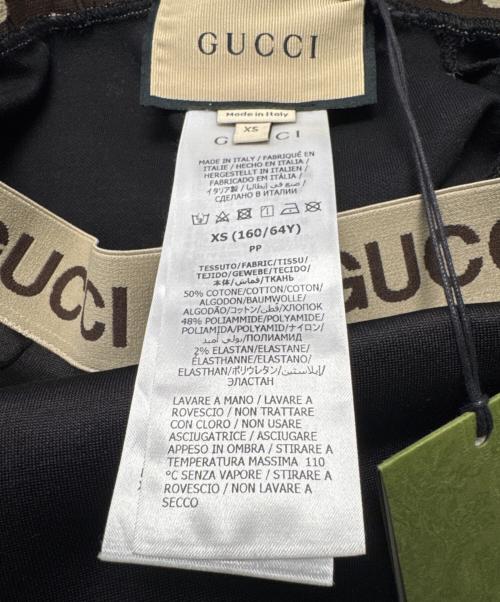 GUCCI
Made in Italy
XS
GUCCI
MADE IN ITALY / FABRIQUÉ EN
ITALIE / HECHO EN ITALIA /
HERGESTELLT IN ITALIEN /
FABRICADO EM ITÁLIA /
イタリア製 / صنع في إيطاليا /
СДЕЛАНО В ИТАЛИИ
XS (160/64Y)
PP
TESSUTO/FABRIC/TISSU/
TEJIDO/GEWEBE/TECIDO/
本体/قماش/ТКАНЬ
50% COTONE/COTTON/COTON/
ALGODON/BAUMWOLLE/
ALGODÃO/コットン/قطن/ХЛОПОК
48% POLIAMMIDE/POLYAMIDE/
POLIAMIDA/POLYAMID/ナイロン/
بولي أميد/ПОЛИАМИД
2% ELASTAN/ELASTANE/
ÉLASTHANNE/ELASTANO/
ELASTHAN/ポリウレタン/إيلاستين/
ЭЛАСТАН
LAVARE A MANO / LAVARE A
ROVESCIO / NON TRATTARE
CON CLORO / NON USARE
ASCIUGATRICE / ASCIUGARE
APPESO IN OMBRA / STIRARE A
TEMPERATURA MASSIMA 110
°C SENZA VAPORE / STIRARE A
ROVESCIO / NON LAVARE A
SECCO
GUCCI
GUCCI